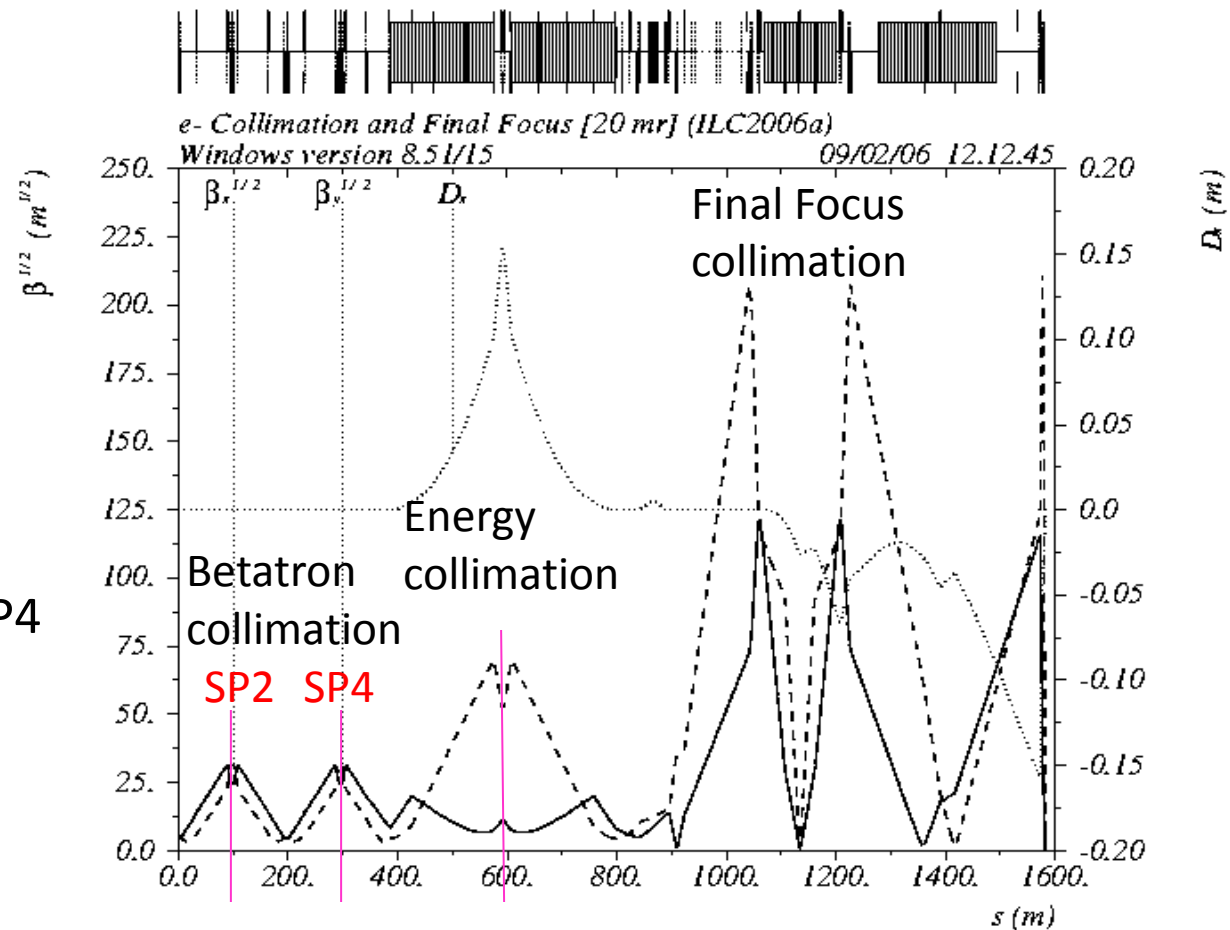 e- Collimation and Final Focus [20 mr] (ILC2006a)
Windows version 8.51/15 09/02/06 12.12.45
β^1/2 (m^1/2)
D_x (m)
250.
225.
200.
175.
150.
125.
100.
75.
50.
25.
0.0
0.20
0.15
0.10
0.05
0.0
-0.05
-0.10
-0.15
-0.20
β_x^1/2 β_y^1/2 D_x
Final Focus
collimation
Energy
collimation
Betatron
collimation
P4
SP2 SP4
0.0 200. 400. 600. 800. 1000. 1200. 1400. 1600.
s (m)